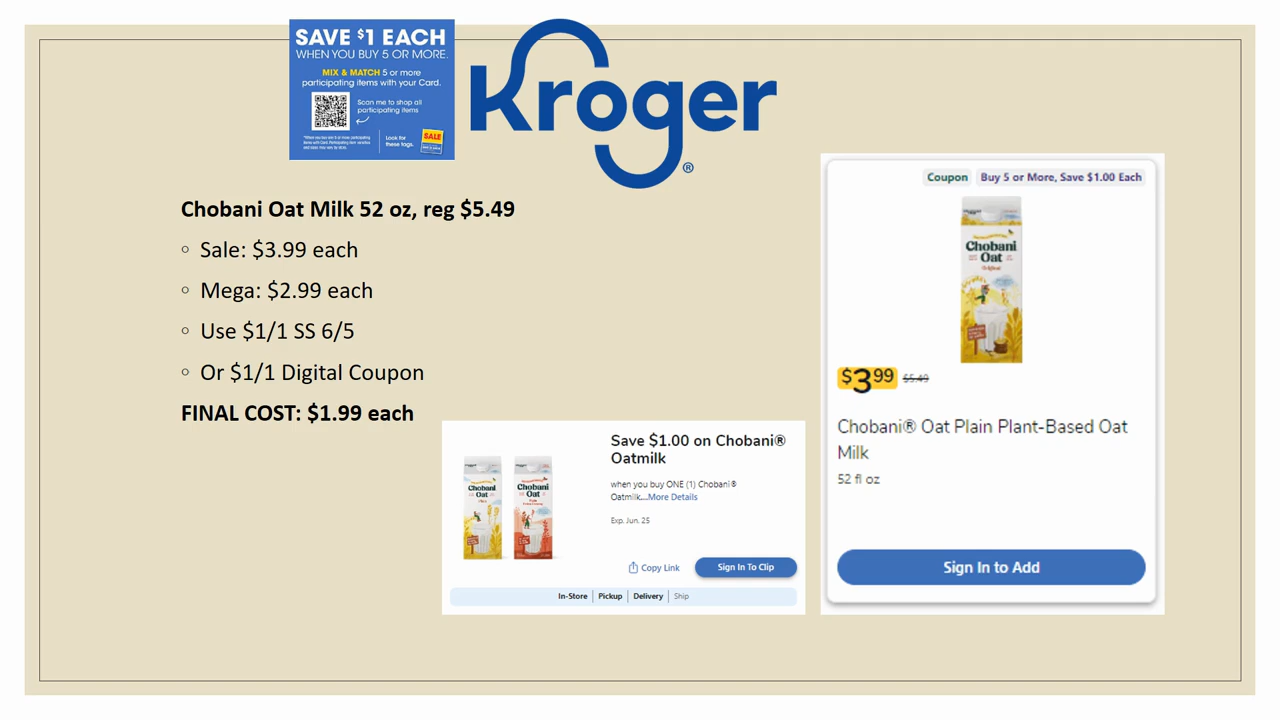 SAVE $1 EACH
WHEN YOU BUY 5 OR MORE.
MIX & MATCH 5 or more
participating items with your Card.
Scan me to shop all
participating items
Look for
these tags.
SALE
Kroger
®
Chobani Oat Milk 52 oz, reg $5.49
◦ Sale: $3.99 each
◦ Mega: $2.99 each
◦ Use $1/1 SS 6/5
◦ Or $1/1 Digital Coupon
FINAL COST: $1.99 each
Chobani
Oat
Chobani
Oat
Save $1.00 on Chobani®
Oatmilk
when you buy ONE (1) Chobani®
Oatmilk...More Details
Exp. Jun. 25
Copy Link
Sign In To Clip
In-Store | Pickup | Delivery | Ship
Coupon
Buy 5 or More, Save $1.00 Each
Chobani
Oat
Original
$3.99 $5.49
Chobani® Oat Plain Plant-Based Oat
Milk
52 fl oz
Sign In to Add